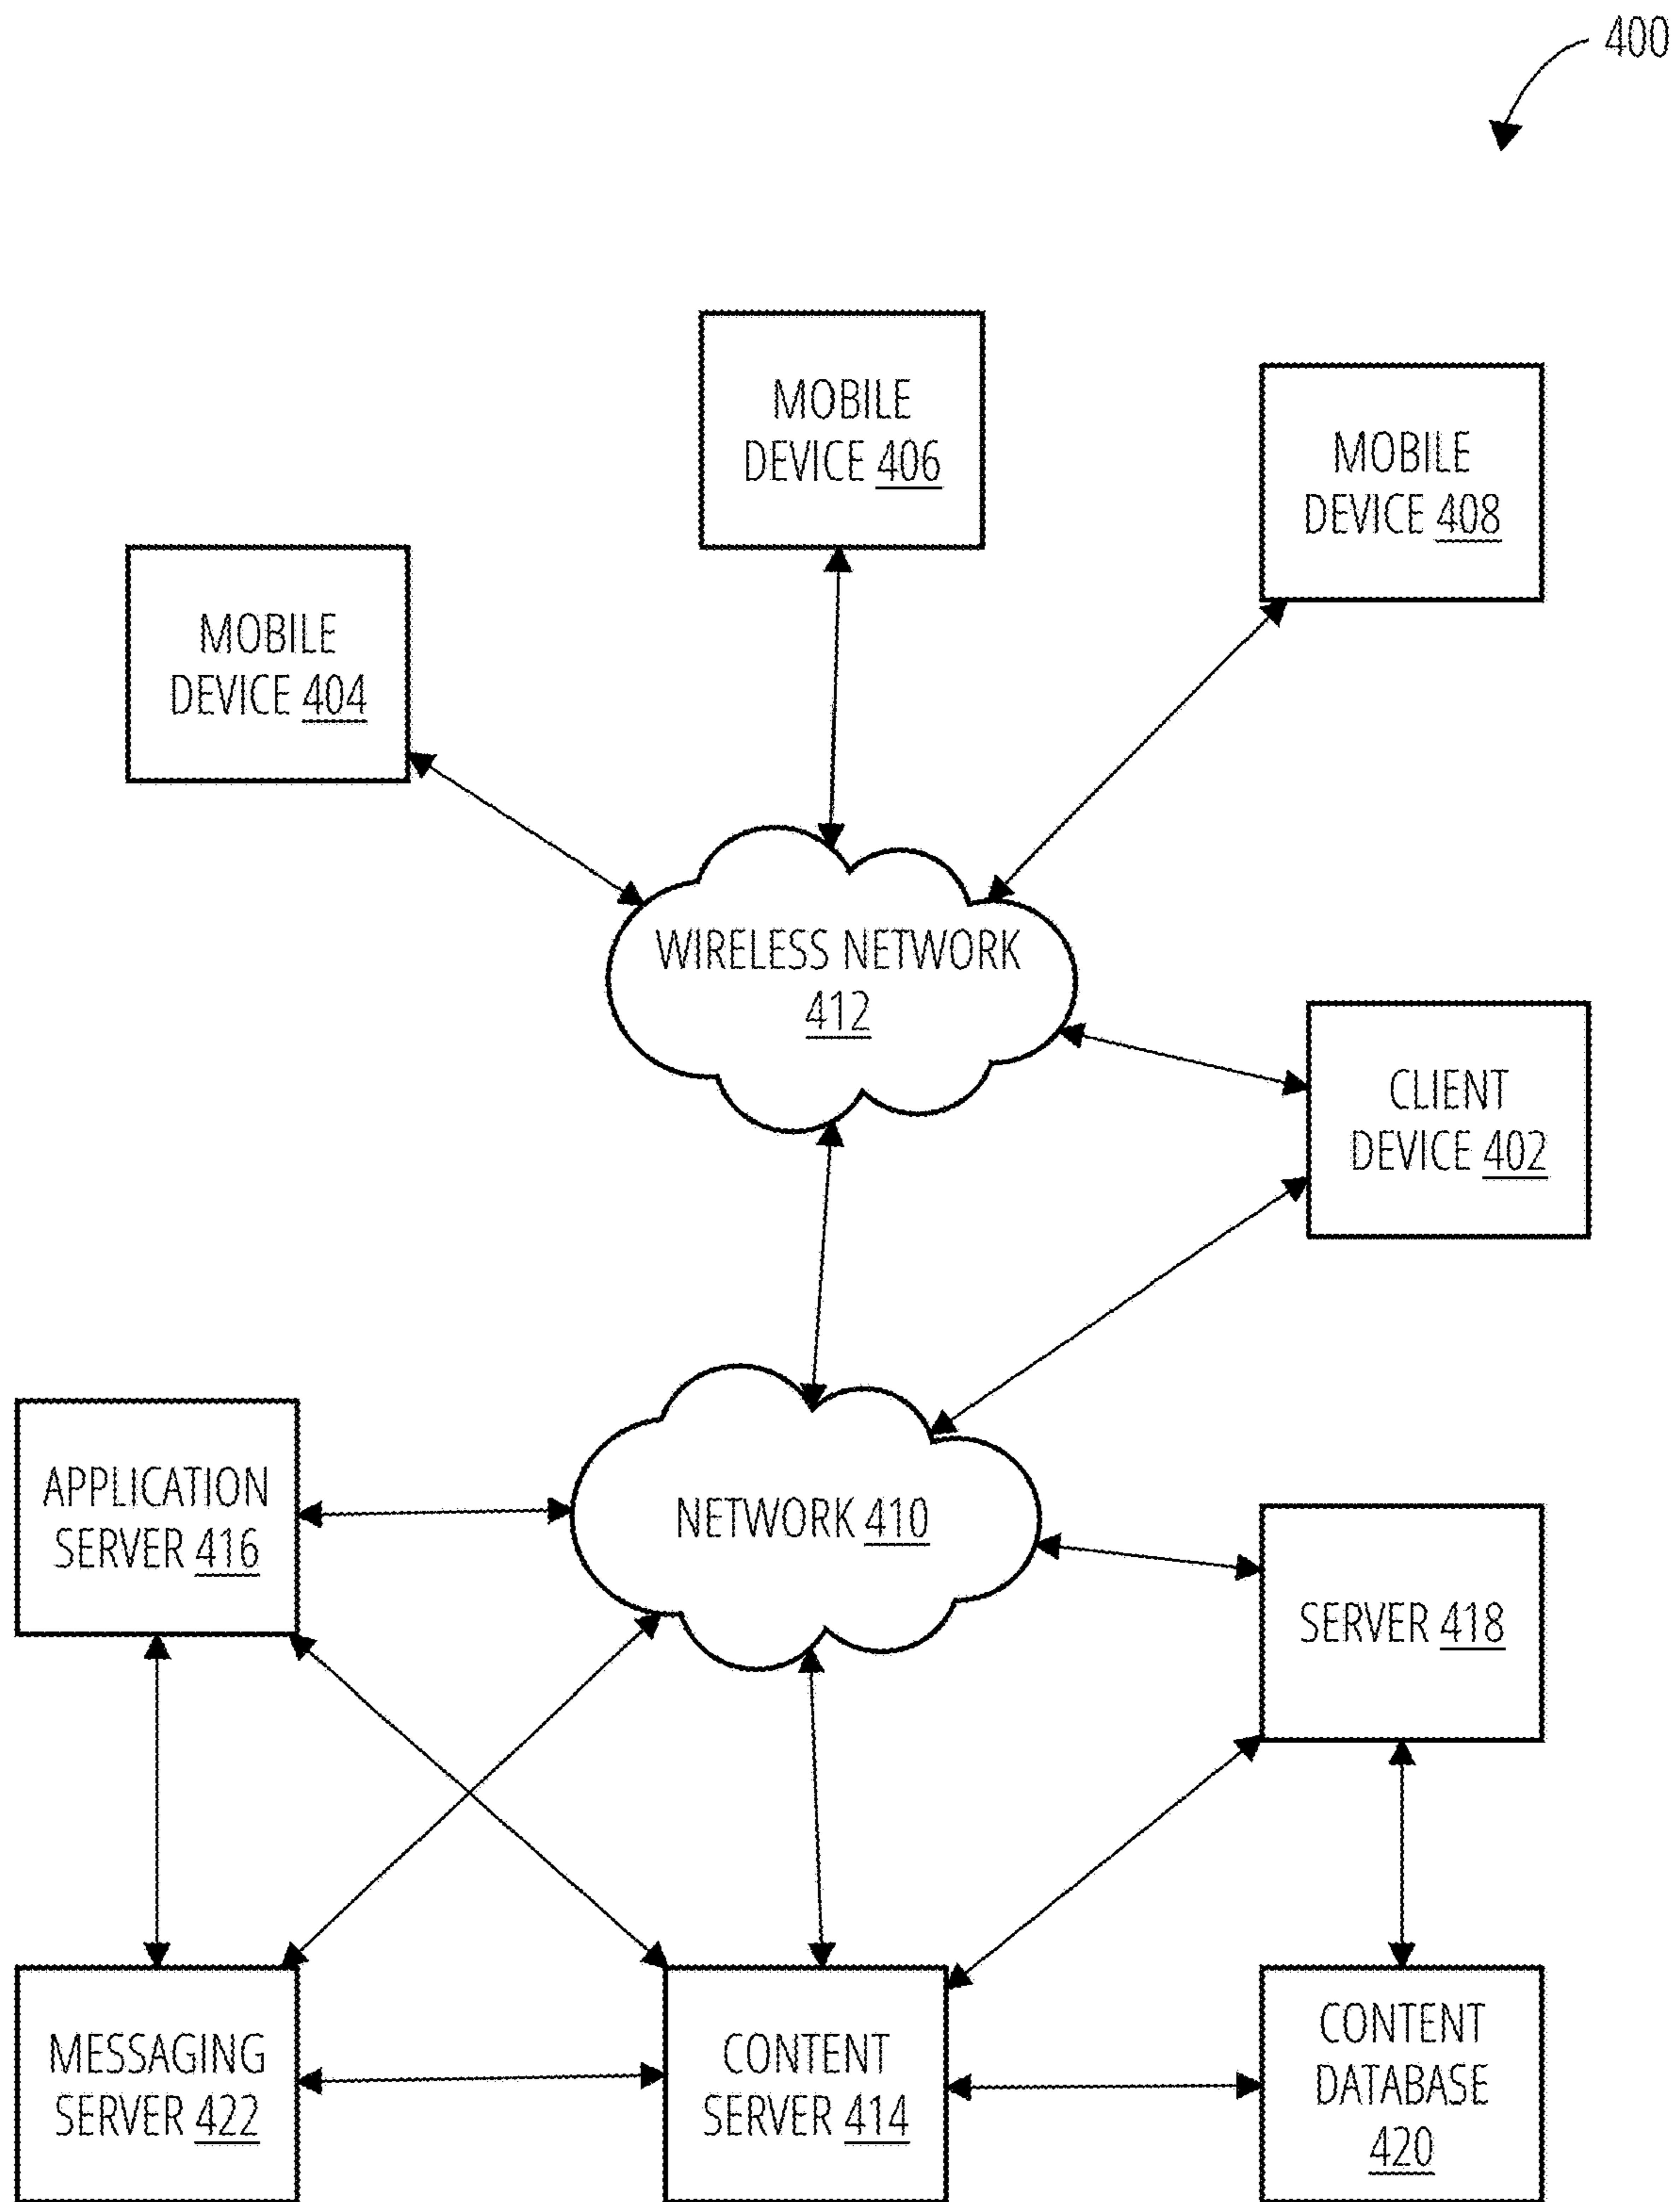 400
MOBILE
DEVICE 406
MOBILE
DEVICE 408
MOBILE
DEVICE 404
WIRELESS NETWORK
412
CLIENT
DEVICE 402
APPLICATION
SERVER 416
NETWORK 410
SERVER 418
MESSAGING
SERVER 422
CONTENT
SERVER 414
CONTENT
DATABASE
420